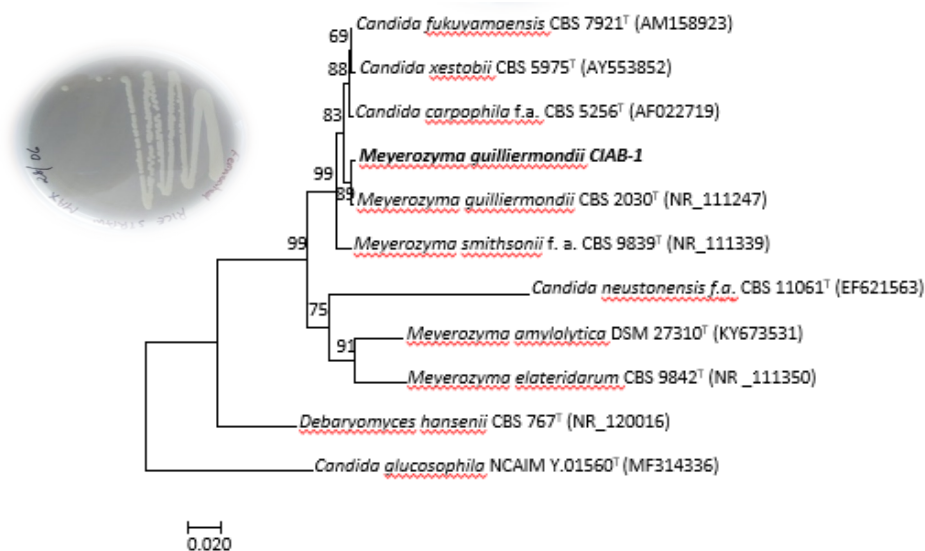 69
Candida fukuyamaensis CBS 7921ᵀ (AM158923)
88
Candida xestobii CBS 5975ᵀ (AY553852)
83
Candida carpophila f.a. CBS 5256ᵀ (AF022719)
Meyerozyma guilliermondii CIAB-1
99
89
Meyerozyma guilliermondii CBS 2030ᵀ (NR_111247)
99
Meyerozyma smithsonii f. a. CBS 9839ᵀ (NR_111339)
Candida neustonensis f.a. CBS 11061ᵀ (EF621563)
75
Meyerozyma amylolytica DSM 27310ᵀ (KY673531)
91
Meyerozyma elateridarum CBS 9842ᵀ (NR _111350)
Debaryomyces hansenii CBS 767ᵀ (NR_120016)
Candida glucosophila NCAIM Y.01560ᵀ (MF314336)
0.020
RICE STRAW